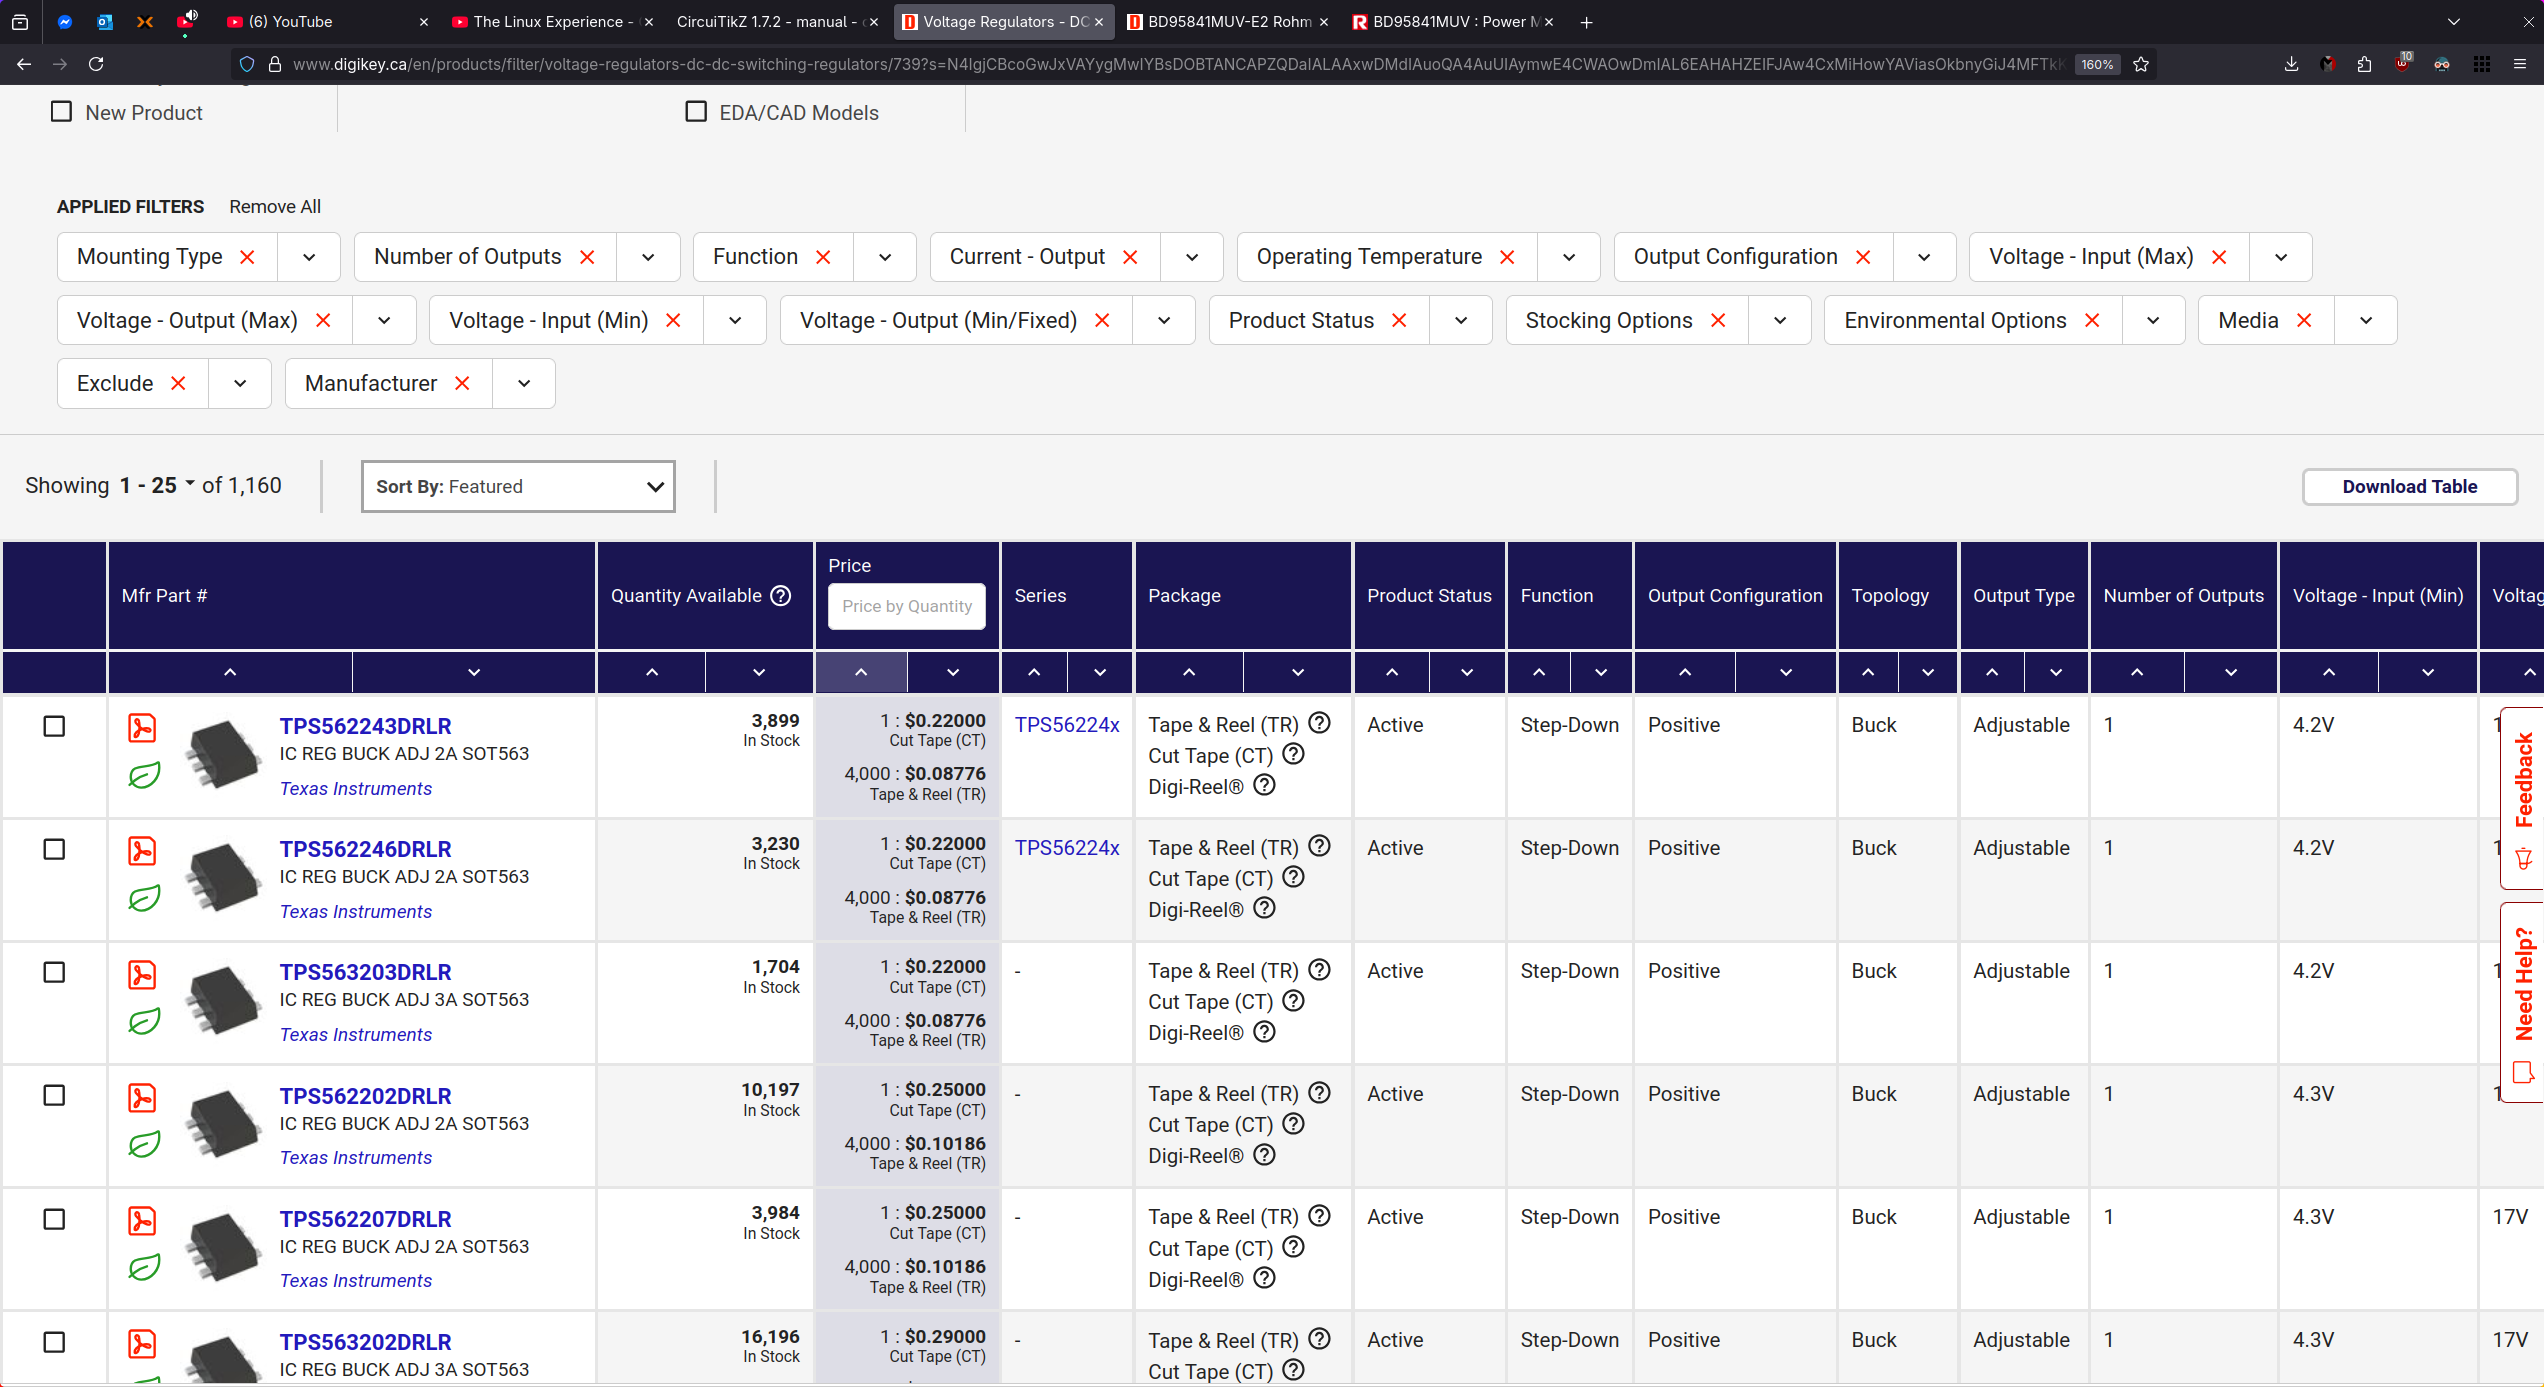 (6) YouTube
The Linux Experience -
CircuiTikZ 1.7.2 - manual -
Voltage Regulators - DC
BD95841MUV-E2 Rohm
BD95841MUV : Power M
160%
10
New Product
EDA/CAD Models
APPLIED FILTERS Remove All
Mounting Type Number of Outputs Function Current - Output Operating Temperature Output Configuration Voltage - Input (Max)
Voltage - Output (Max) Voltage - Input (Min) Voltage - Output (Min/Fixed) Product Status Stocking Options Environmental Options Media
Exclude Manufacturer
Showing 1 - 25 of 1,160
Sort By: Featured
Download Table
Mfr Part #
Quantity Available
Price
Price by Quantity
Series
Package
Product Status
Function
Output Configuration
Topology
Output Type
Number of Outputs
Voltage - Input (Min)
Voltag
TPS562243DRLR
IC REG BUCK ADJ 2A SOT563
Texas Instruments
3,899
In Stock
1 : $0.22000
Cut Tape (CT)
4,000 : $0.08776
Tape & Reel (TR)
TPS56224x
Tape & Reel (TR)
Cut Tape (CT)
Digi-Reel®
Active
Step-Down
Positive
Buck
Adjustable
1
4.2V
TPS562246DRLR
IC REG BUCK ADJ 2A SOT563
Texas Instruments
3,230
In Stock
1 : $0.22000
Cut Tape (CT)
4,000 : $0.08776
Tape & Reel (TR)
TPS56224x
Tape & Reel (TR)
Cut Tape (CT)
Digi-Reel®
Active
Step-Down
Positive
Buck
Adjustable
1
4.2V
TPS563203DRLR
IC REG BUCK ADJ 3A SOT563
Texas Instruments
1,704
In Stock
1 : $0.22000
Cut Tape (CT)
4,000 : $0.08776
Tape & Reel (TR)
-
Tape & Reel (TR)
Cut Tape (CT)
Digi-Reel®
Active
Step-Down
Positive
Buck
Adjustable
1
4.2V
TPS562202DRLR
IC REG BUCK ADJ 2A SOT563
Texas Instruments
10,197
In Stock
1 : $0.25000
Cut Tape (CT)
4,000 : $0.10186
Tape & Reel (TR)
-
Tape & Reel (TR)
Cut Tape (CT)
Digi-Reel®
Active
Step-Down
Positive
Buck
Adjustable
1
4.3V
TPS562207DRLR
IC REG BUCK ADJ 2A SOT563
Texas Instruments
3,984
In Stock
1 : $0.25000
Cut Tape (CT)
4,000 : $0.10186
Tape & Reel (TR)
-
Tape & Reel (TR)
Cut Tape (CT)
Digi-Reel®
Active
Step-Down
Positive
Buck
Adjustable
1
4.3V
17V
TPS563202DRLR
IC REG BUCK ADJ 3A SOT563
16,196
In Stock
1 : $0.29000
Cut Tape (CT)
-
Tape & Reel (TR)
Cut Tape (CT)
Active
Step-Down
Positive
Buck
Adjustable
1
4.3V
17V
Feedback
Need Help?